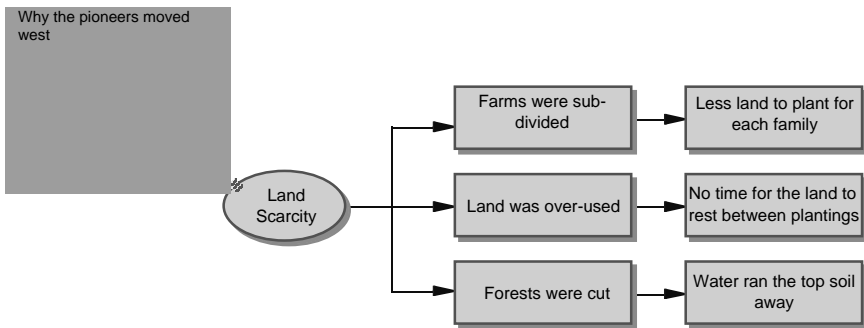 Why the pioneers moved
west
Land
Scarcity
Farms were sub-
divided
Less land to plant for
each family
Land was over-used
No time for the land to
rest between plantings
Forests were cut
Water ran the top soil
away